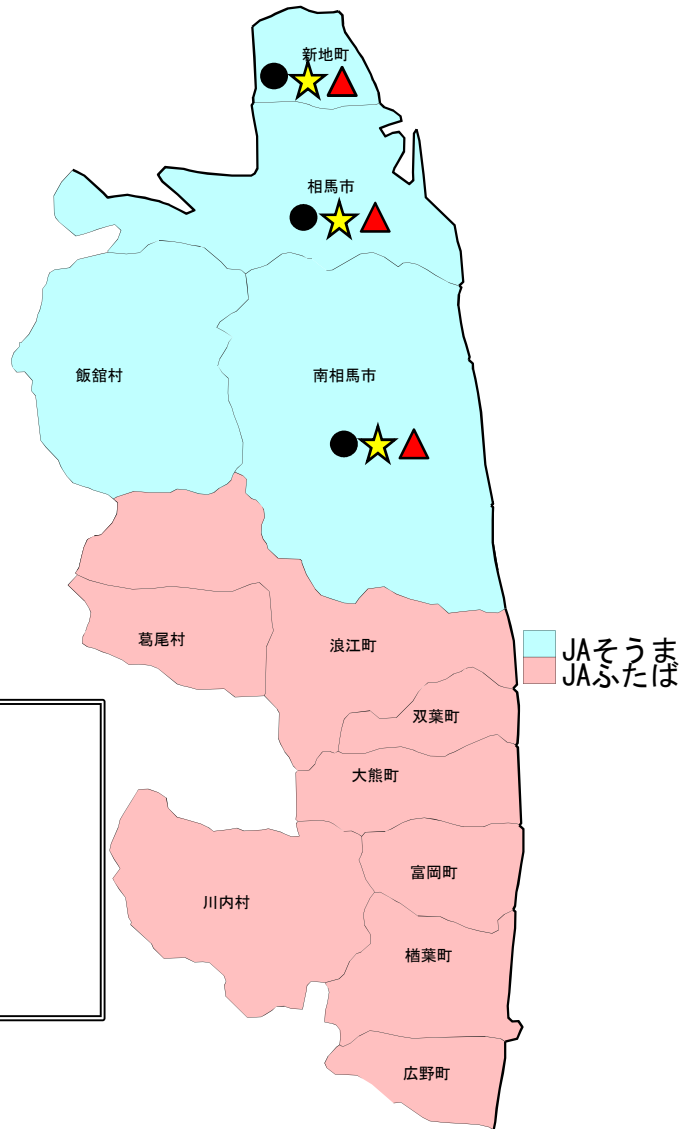 新地町
相馬市
飯舘村
南相馬市
葛尾村
浪江町
JAそうま
JAふたば
双葉町
大熊町
富岡町
川内村
楢葉町
広野町